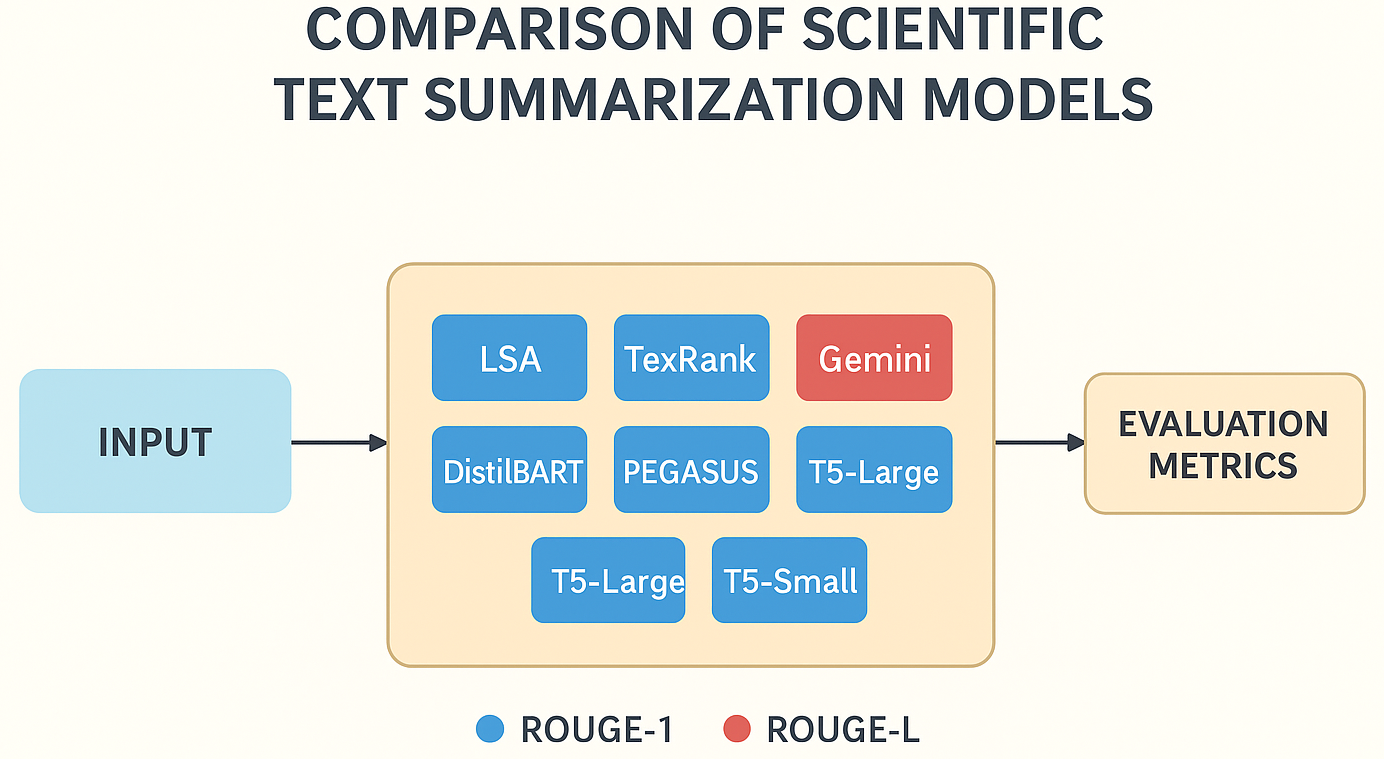 COMPARISON OF SCIENTIFIC
TEXT SUMMARIZATION MODELS
INPUT
LSA
TexRank
Gemini
DistilBART
PEGASUS
T5-Large
T5-Large
T5-Small
EVALUATION
METRICS
ROUGE-1
ROUGE-L